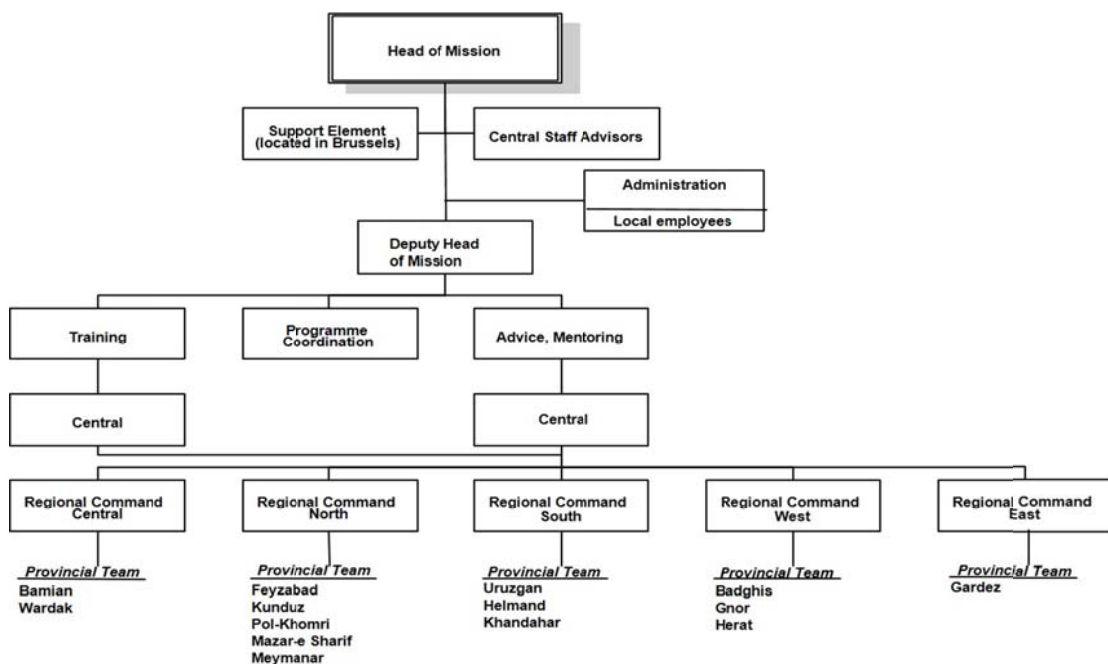 Head of Mission
Support Element
(located in Brussels)
Central Staff Advisors
Administration
Local employees
Deputy Head
of Mission
Training
Programme
Coordination
Advice, Mentoring
Central
Central
Regional Command
Central
Regional Command
North
Regional Command
South
Regional Command
West
Regional Command
East
Provincial Team
Bamian
Wardak
Provincial Team
Feyzabad
Kunduz
Pol-Khomri
Mazar-e Sharif
Meymanar
Provincial Team
Uruzgan
Helmand
Khandahar
Provincial Team
Badghis
Gnor
Herat
Provincial Team
Gardez